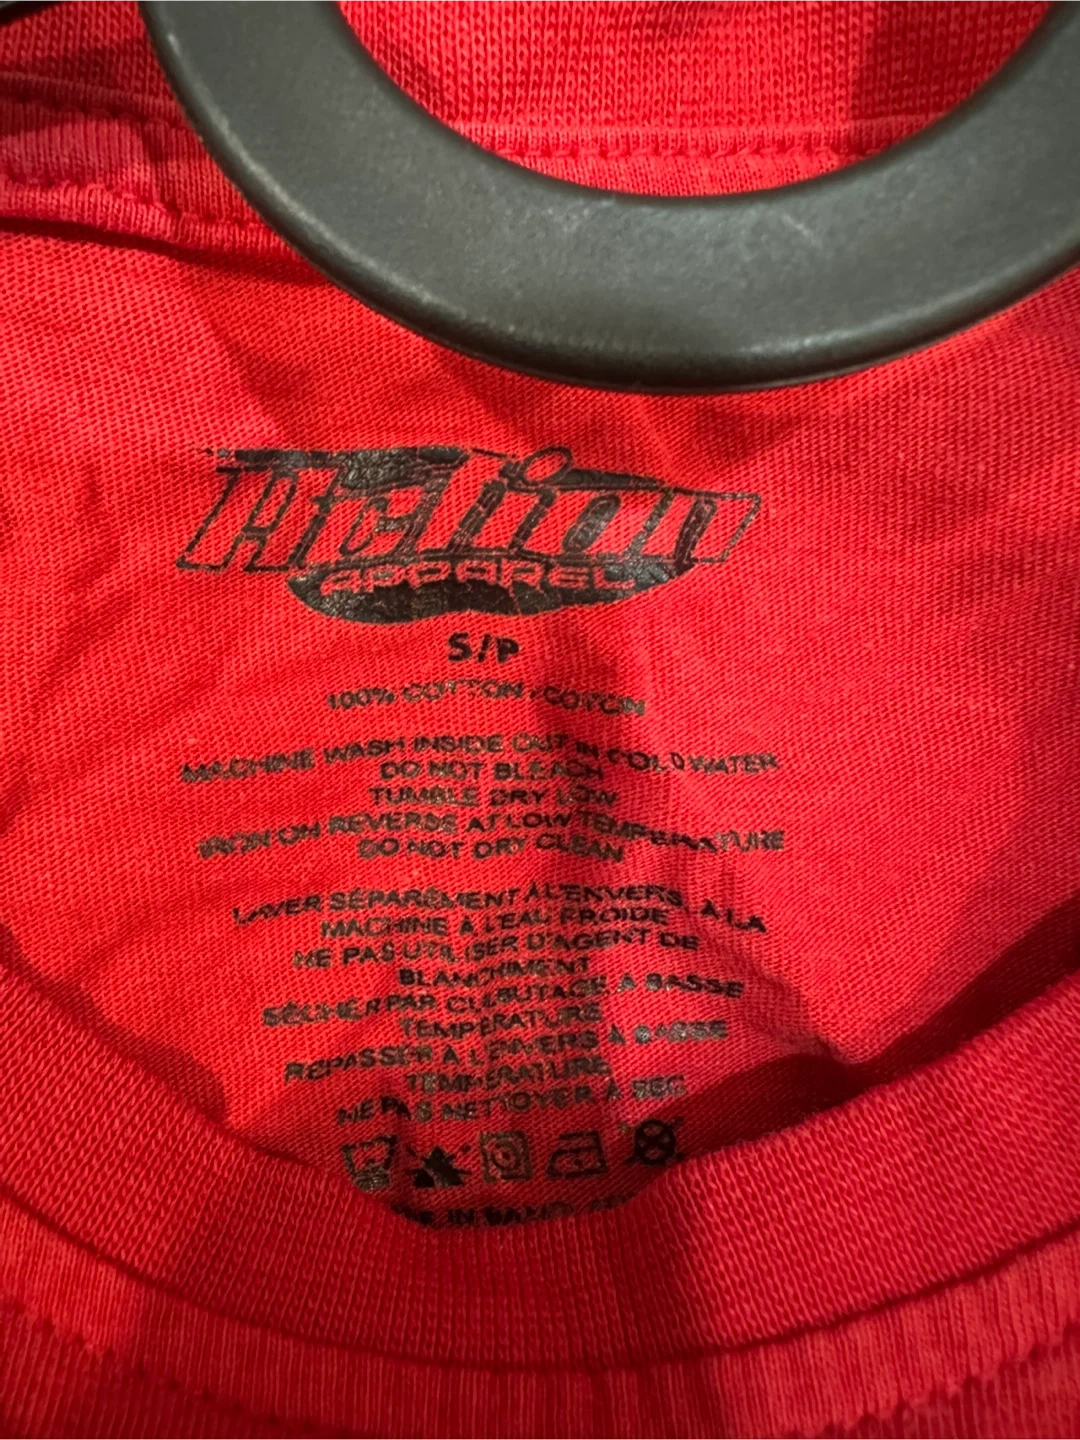 Action
APPAREL
S/P
100% COTTON / COTON
MACHINE WASH INSIDE OUT IN COLD WATER
DO NOT BLEACH
TUMBLE DRY LOW
IRON ON REVERSE AT LOW TEMPERATURE
DO NOT DRY CLEAN
LAVER SÉPARÉMENT À L'ENVERS, À LA
MACHINE À L'EAU FROIDE
NE PAS UTILISER D'AGENT DE
BLANCHIMENT
SÉCHER PAR CULBUTAGE À BASSE
TEMPÉRATURE
REPASSER À L'ENVERS À BASSE
TEMPÉRATURE
NE PAS NETTOYER À SEC
IN